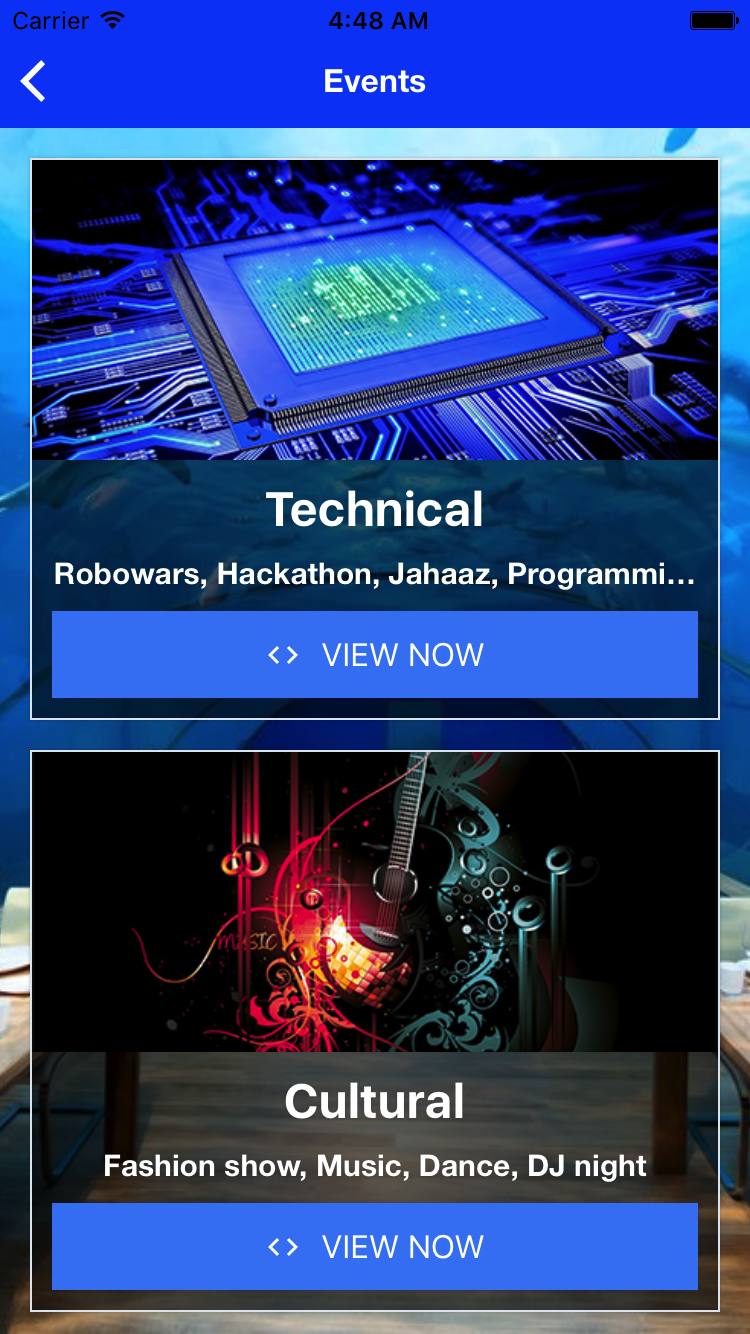 Carrier 4:48 AM
Events
Technical
Robowars, Hackathon, Jahaaz, Programmi...
<> VIEW NOW
MUSIC
Cultural
Fashion show, Music, Dance, DJ night
<> VIEW NOW